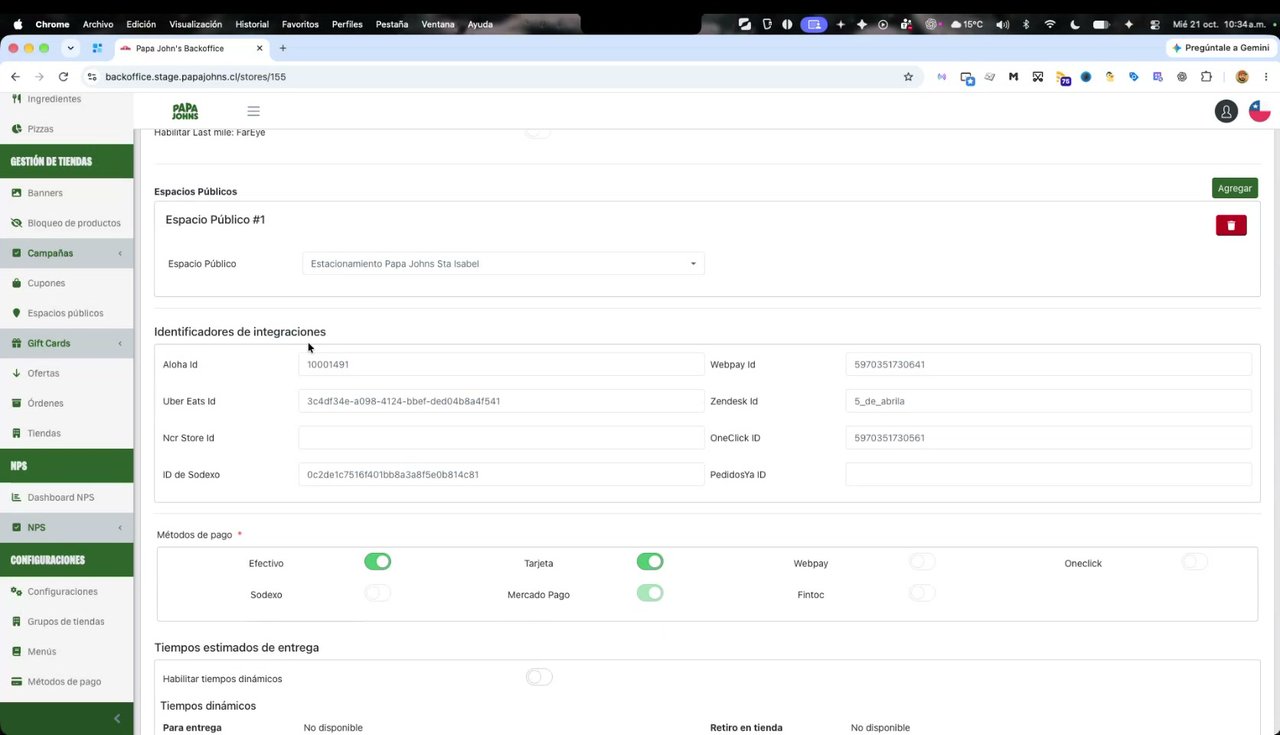 Chrome Archivo Edición Visualización Historial Favoritos Perfiles Pestaña Ventana Ayuda 15°C Mié 21 oct. 10:34 a.m.
Papa John's Backoffice
Pregúntale a Gemini
backoffice.stage.papajohns.cl/stores/155
75
PAPA JOHNS
Ingredientes
Pizzas
GESTIÓN DE TIENDAS
Banners
Bloqueo de productos
Campañas
Cupones
Espacios públicos
Gift Cards
Ofertas
Órdenes
Tiendas
NPS
Dashboard NPS
NPS
CONFIGURACIONES
Configuraciones
Grupos de tiendas
Menús
Métodos de pago
Habilitar Last mile: FarEye
Espacios Públicos
Agregar
Espacio Público #1
Espacio Público Estacionamiento Papa Johns Sta Isabel
Identificadores de integraciones
Aloha Id 10001491 Webpay Id 5970351730641
Uber Eats Id 3c4df34e-a098-4124-bbef-ded04b8a4f541 Zendesk Id 5_de_abrila
Ncr Store Id OneClick ID 5970351730561
ID de Sodexo 0c2de1c7516f401bb8a3a8f5e0b814c81 PedidosYa ID
Métodos de pago *
Efectivo Tarjeta Webpay Oneclick
Sodexo Mercado Pago Fintoc
Tiempos estimados de entrega
Habilitar tiempos dinámicos
Tiempos dinámicos
Para entrega No disponible Retiro en tienda No disponible